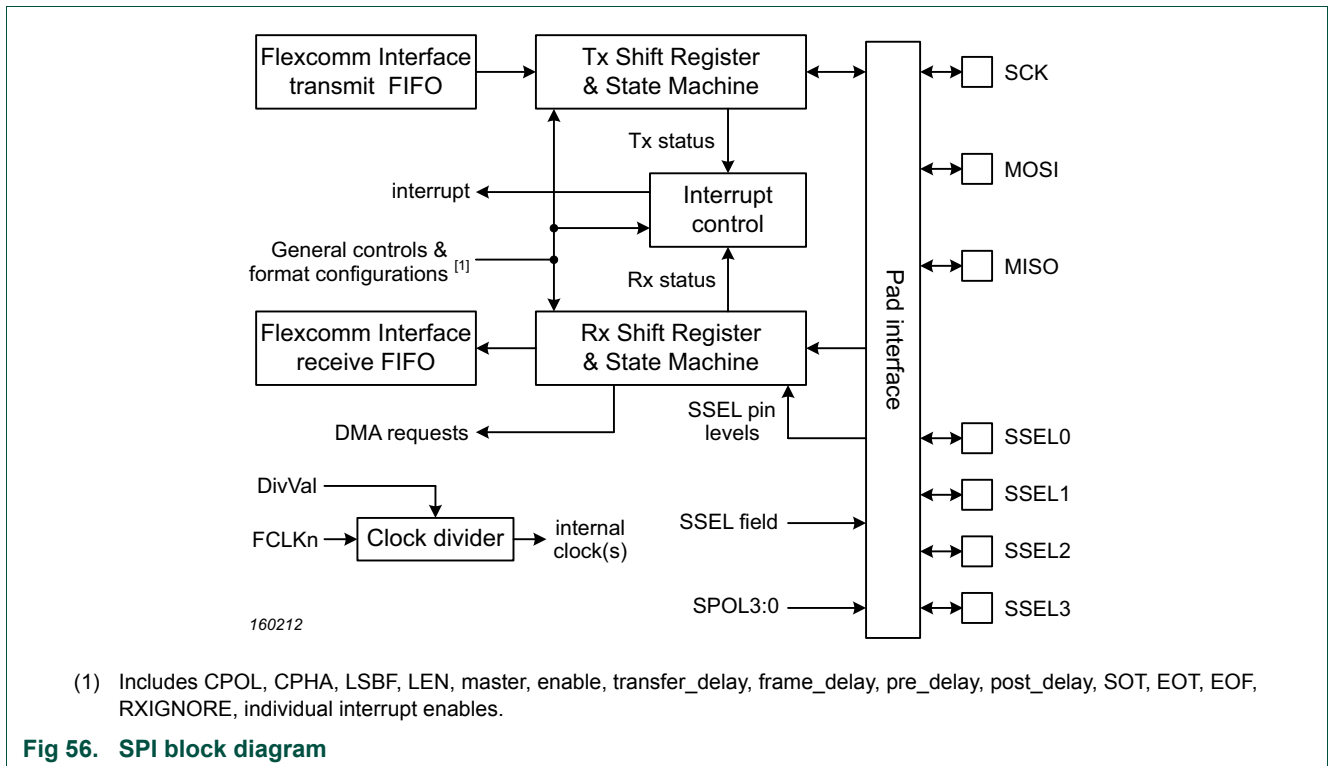 Flexcomm Interface
transmit FIFO
Tx Shift Register
& State Machine
SCK
Tx status
MOSI
interrupt
Interrupt
control
General controls &
format configurations [1]
Rx status
MISO
Pad interface
Flexcomm Interface
receive FIFO
Rx Shift Register
& State Machine
SSEL pin
levels
DMA requests
SSEL0
DivVal
SSEL1
SSEL field
FCLKn
Clock divider
internal
clock(s)
SSEL2
SPOL3:0
SSEL3
160212
(1) Includes CPOL, CPHA, LSBF, LEN, master, enable, transfer_delay, frame_delay, pre_delay, post_delay, SOT, EOT, EOF,
RXIGNORE, individual interrupt enables.
Fig 56. SPI block diagram